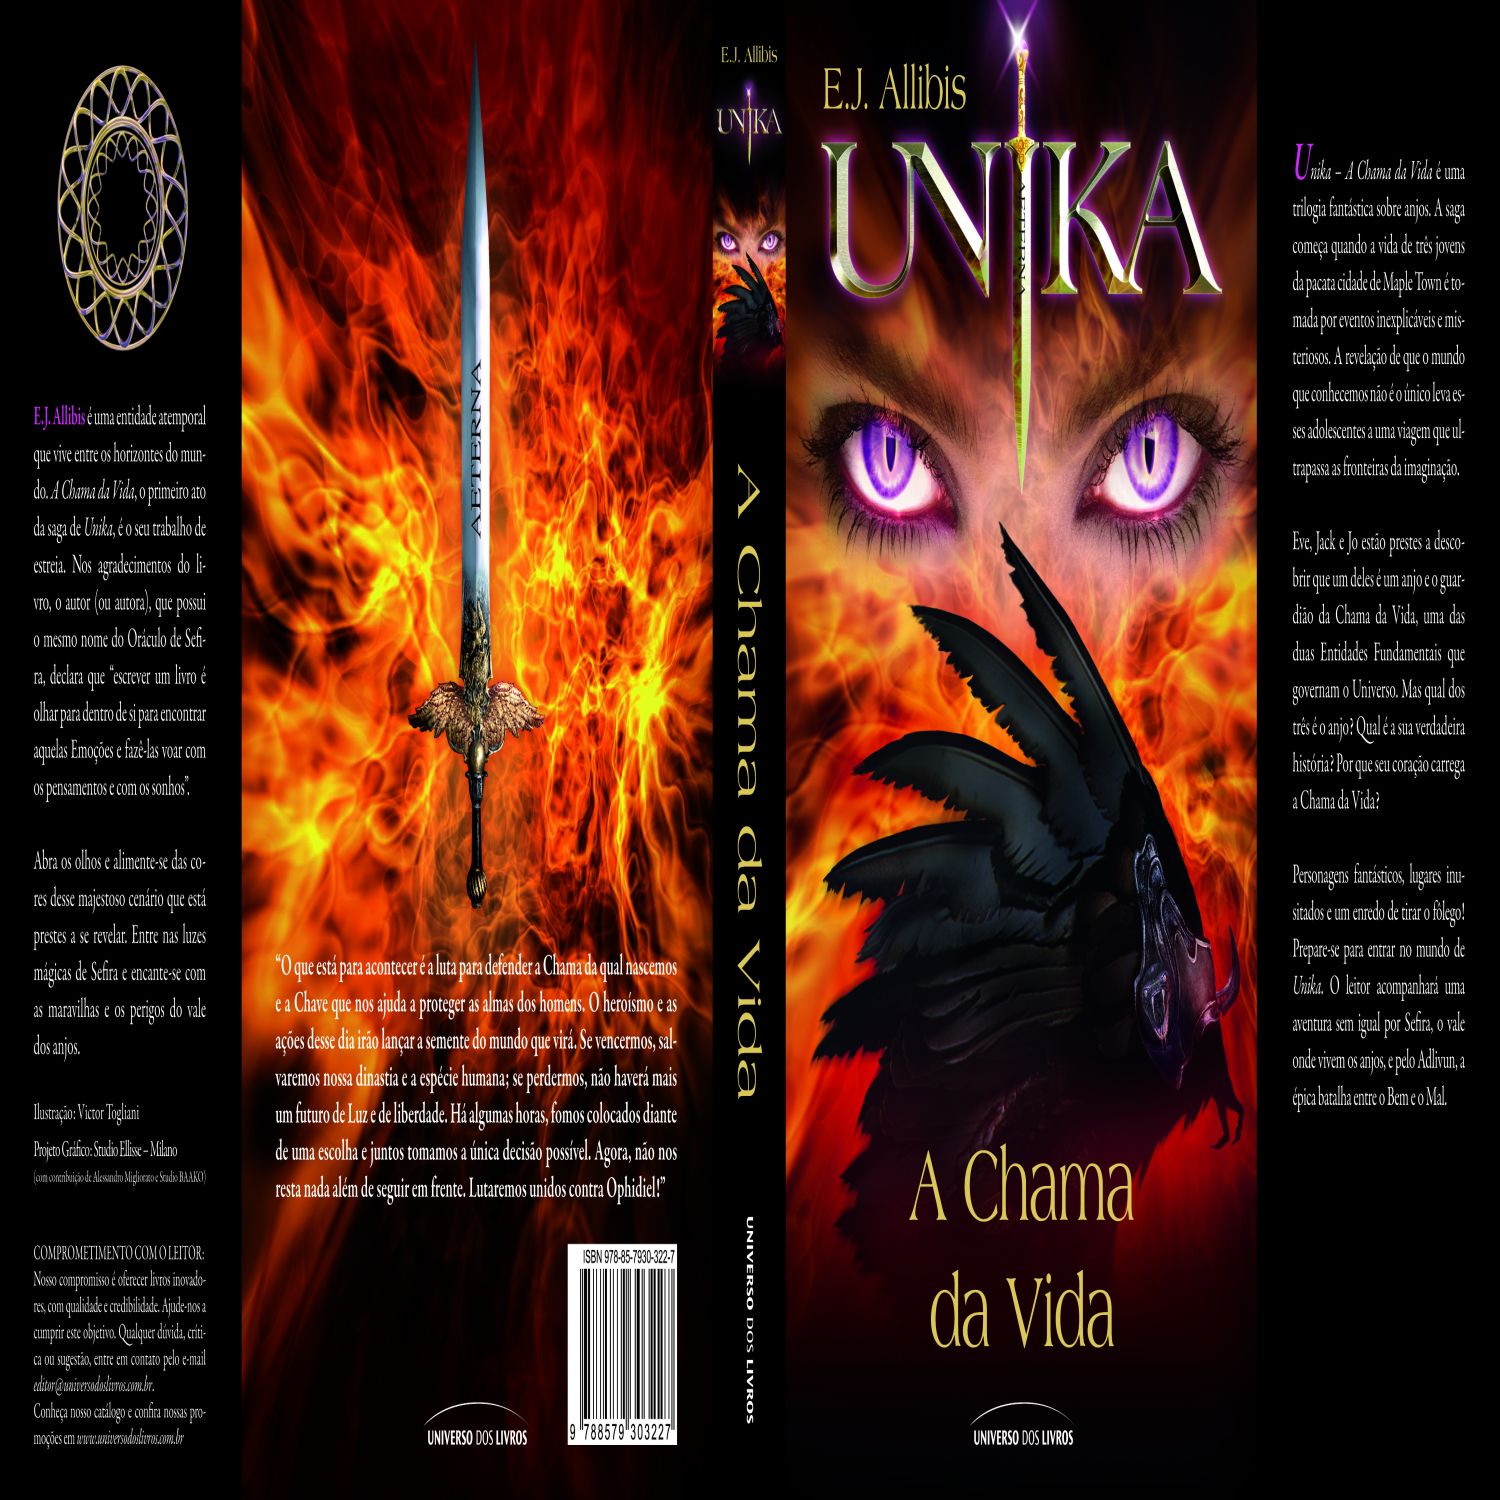 E.J. Allibis é uma entidade atemporal
que vive entre os horizontes do mun-
do. A Chama da Vida, o primeiro ato
da saga de Unika, é o seu trabalho de
estreia. Nos agradecimentos do li-
vro, o autor (ou autora), que possui
o mesmo nome do Oráculo de Sefi-
ra, declara que “escrever um livro é
olhar para dentro de si para encontrar
aquelas Emoções e fazê-las voar com
os pensamentos e com os sonhos”.
Abra os olhos e alimente-se das co-
res desse majestoso cenário que está
prestes a se revelar. Entre nas luzes
mágicas de Sefira e encante-se com
as maravilhas e os perigos do vale
dos anjos.
Ilustração: Victor Togliani
Projeto Gráfico: Studio Ellisse – Milano
(com contribuição de Alessandro Migliorato e Studio BAAKO)
COMPROMETIMENTO COM O LEITOR:
Nosso compromisso é oferecer livros inovado-
res, com qualidade e credibilidade. Ajude-nos a
cumprir este objetivo. Qualquer dúvida, críti-
ca ou sugestão, entre em contato pelo e-mail
editor@universodoslivros.com.br.
Conheça nosso catálogo e confira nossas pro-
moções em www.universodoslivros.com.br
AETERNA
“O que está para acontecer é a luta para defender a Chama da qual nascemos
e a Chave que nos ajuda a proteger as almas dos homens. O heroísmo e as
ações desse dia irão lançar a semente do mundo que virá. Se vencermos, sal-
varemos nossa dinastia e a espécie humana; se perdermos, não haverá mais
um futuro de Luz e de liberdade. Há algumas horas, fomos colocados diante
de uma escolha e juntos tomamos a única decisão possível. Agora, não nos
resta nada além de seguir em frente. Lutaremos unidos contra Ophidiel!”
ISBN 978-85-7930-322-7
9 788579 303227
UNIVERSO DOS LIVROS
E.J. Allibis
UNIKA
A Chama da Vida
UNIVERSO DOS LIVROS
E.J. Allibis
UNIKA
AETERNA
A Chama
da Vida
UNIVERSO DOS LIVROS
Unika – A Chama da Vida é uma
trilogia fantástica sobre anjos. A saga
começa quando a vida de três jovens
da pacata cidade de Maple Town é to-
mada por eventos inexplicáveis e mis-
teriosos. A revelação de que o mundo
que conhecemos não é o único leva es-
ses adolescentes a uma viagem que ul-
trapassa as fronteiras da imaginação.
Eve, Jack e Jo estão prestes a desco-
brir que um deles é um anjo e o guar-
dião da Chama da Vida, uma das
duas Entidades Fundamentais que
governam o Universo. Mas qual dos
três é o anjo? Qual é a sua verdadeira
história? Por que seu coração carrega
a Chama da Vida?
Personagens fantásticos, lugares inu-
sitados e um enredo de tirar o fôlego!
Prepare-se para entrar no mundo de
Unika. O leitor acompanhará uma
aventura sem igual por Sefira, o vale
onde vivem os anjos, e pelo Adlivun, a
épica batalha entre o Bem e o Mal.